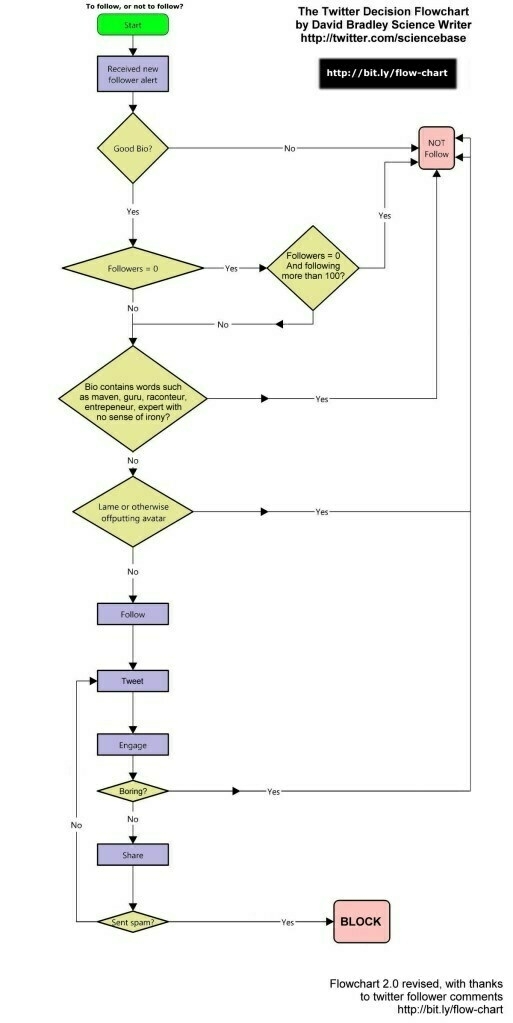 To follow, or not to follow?
The Twitter Decision Flowchart
by David Bradley Science Writer
http://twitter.com/sciencebase
http://bit.ly/flow-chart
Start
Received new
follower alert
Good Bio?
No
NOT
Follow
Yes
Followers = 0
Yes
Followers = 0
And following
more than 100?
Yes
No
No
Bio contains words such
as maven, guru, raconteur,
entrepeneur, expert with
no sense of irony?
Yes
No
Lame or otherwise
offputting avatar
Yes
No
Follow
Tweet
Engage
Boring?
Yes
No
No
Share
Sent spam?
Yes
BLOCK
Flowchart 2.0 revised, with thanks
to twitter follower comments
http://bit.ly/flow-chart